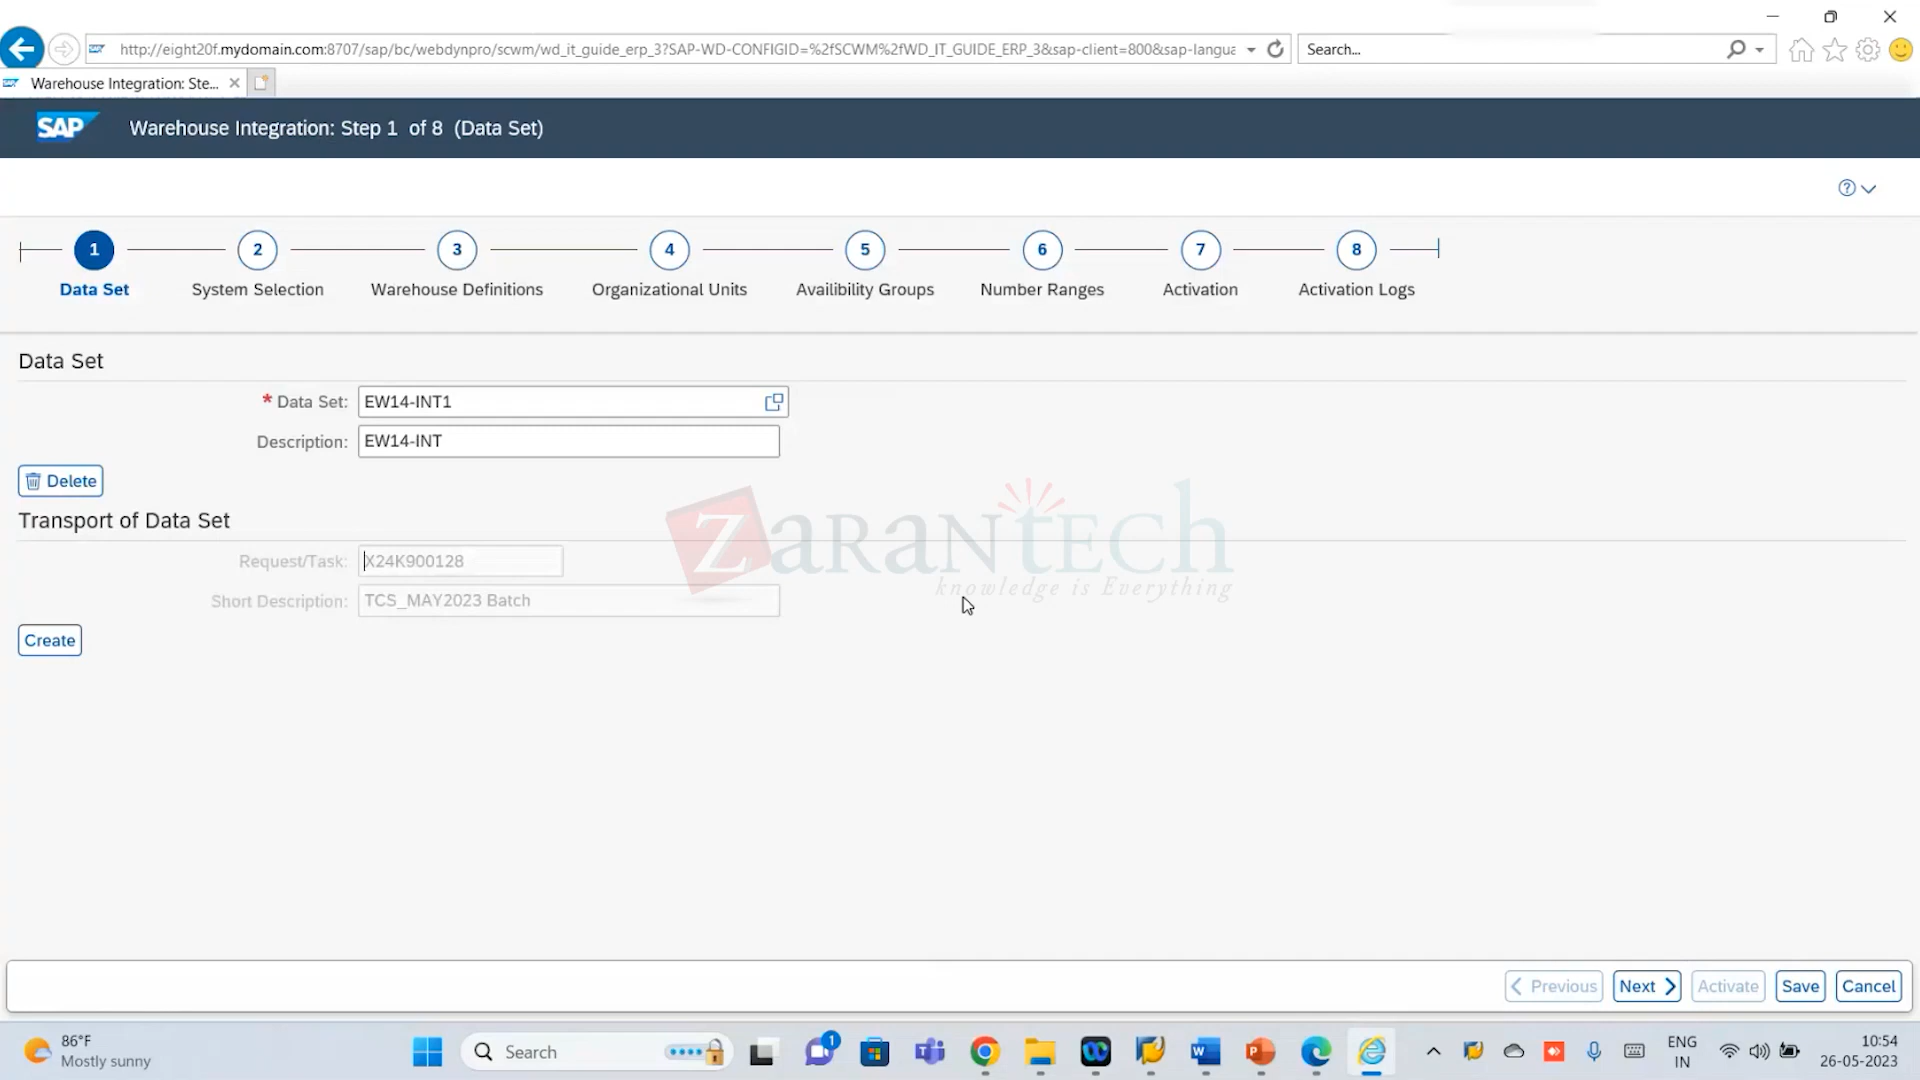 http://eight20f.mydomain.com:8707/sap/bc/webdynpro/scwm/wd_it_guide_erp_3?SAP-WD-CONFIGID=%2fSCWM%2fWD_IT_GUIDE_ERP_3&sap-client=800&sap-langua
Search...
Warehouse Integration: Ste...
SAP Warehouse Integration: Step 1 of 8 (Data Set)
1 2 3 4 5 6 7 8
Data Set System Selection Warehouse Definitions Organizational Units Availibility Groups Number Ranges Activation Activation Logs
Data Set
* Data Set: EW14-INT1
Description: EW14-INT
Delete
Transport of Data Set
Request/Task: X24K900128
Short Description: TCS_MAY2023 Batch
Create
ZaranTech
knowledge is Everything
Previous Next Activate Save Cancel
86°F
Mostly sunny
Search
1
ENG
IN
10:54
26-05-2023